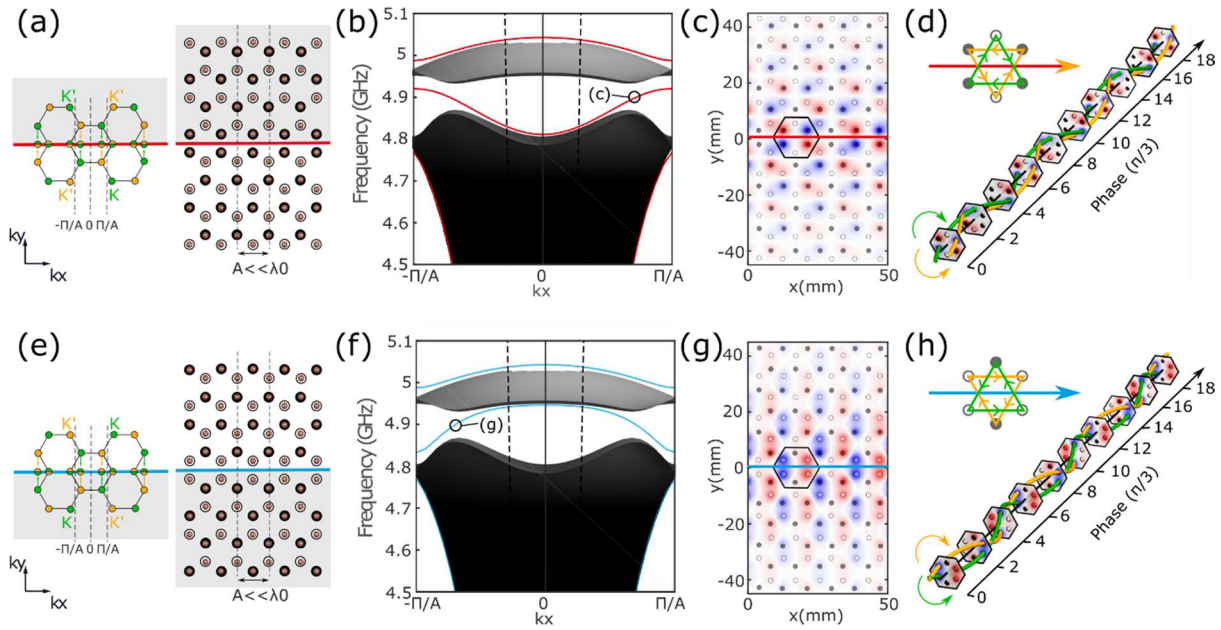 (a)
K'
K'
K'
K
-Π/A 0 Π/A
ky
kx
A<<λ0
(b)
Frequency (GHz)
5.1
5
4.9
4.8
4.7
4.6
4.5
(c)
-Π/A
0
Π/A
kx
(c)
y(mm)
40
20
0
-20
-40
0
50
x(mm)
(d)
0
2
4
6
8
10
12
14
16
18
Phase (π/3)
(e)
K'
K
K
K'
-Π/A 0 Π/A
ky
kx
A<<λ0
(f)
Frequency (GHz)
5.1
5
4.9
4.8
4.7
4.6
4.5
(g)
-Π/A
0
Π/A
kx
(g)
y(mm)
40
20
0
-20
-40
0
50
x(mm)
(h)
0
2
4
6
8
10
12
14
16
18
Phase (π/3)